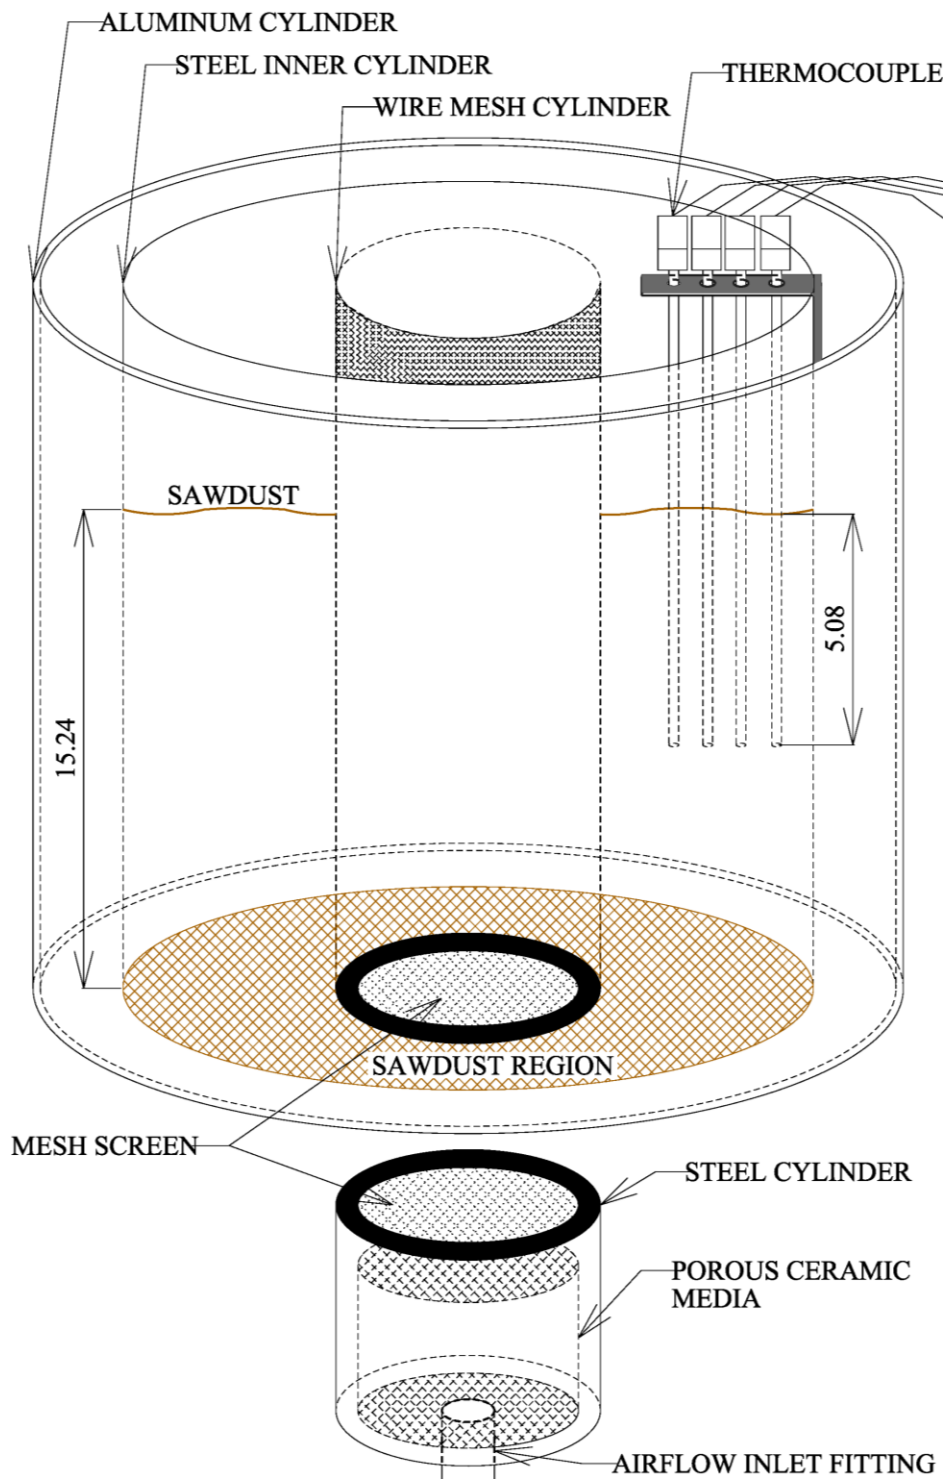 ALUMINUM CYLINDER
STEEL INNER CYLINDER
THERMOCOUPLE
WIRE MESH CYLINDER
SAWDUST
5.08
15.24
SAWDUST REGION
MESH SCREEN
STEEL CYLINDER
POROUS CERAMIC
MEDIA
AIRFLOW INLET FITTING